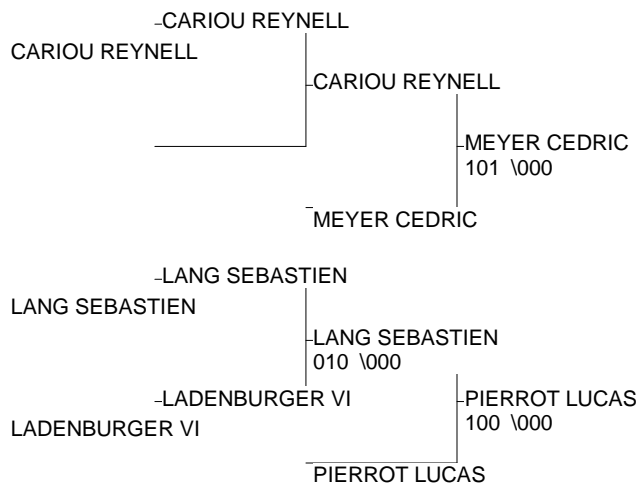 CARIOU REYNELL
CARIOU REYNELL
CARIOU REYNELL
MEYER CEDRIC
101 \000
MEYER CEDRIC
LANG SEBASTIEN
LANG SEBASTIEN
LANG SEBASTIEN
010 \000
LADENBURGER VI
PIERROT LUCAS
100 \000
LADENBURGER VI
PIERROT LUCAS